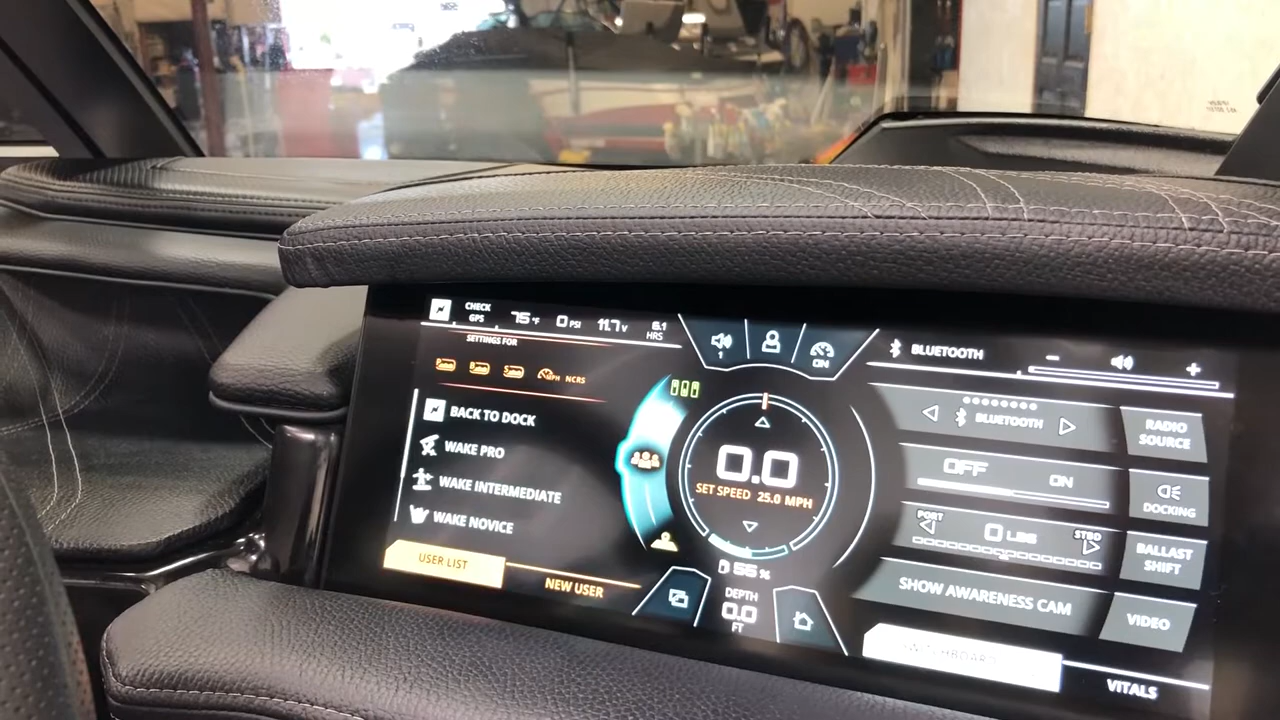 CHECK
GPS
75 °F
0 PSI
11.7 V
6.1
HRS
SETTINGS FOR
MPH NCRS
BACK TO DOCK
WAKE PRO
WAKE INTERMEDIATE
WAKE NOVICE
USER LIST
NEW USER
1
ON
0.0
SET SPEED 25.0 MPH
55 %
DEPTH
0.0
FT
BLUETOOTH
- +
BLUETOOTH
RADIO
SOURCE
OFF ON
DOCKING
PORT
0 LBS
STBD
BALLAST
SHIFT
SHOW AWARENESS CAM
VIDEO
SWITCHBOARD
VITALS